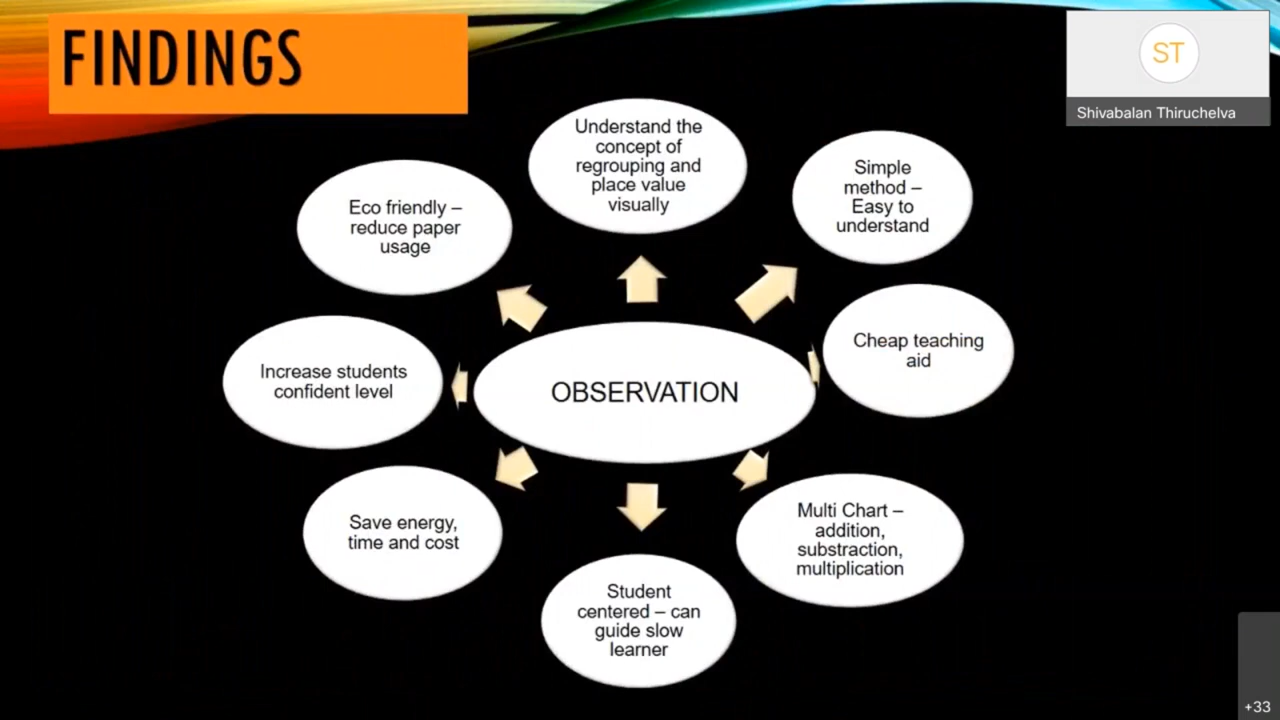 FINDINGS
ST
Shivabalan Thiruchelva
Understand the
concept of
regrouping and
place value
visually
Simple
method –
Easy to
understand
Cheap teaching
aid
Multi Chart –
addition,
substraction,
multiplication
Student
centered – can
guide slow
learner
Save energy,
time and cost
Increase students
confident level
Eco friendly –
reduce paper
usage
OBSERVATION
+33